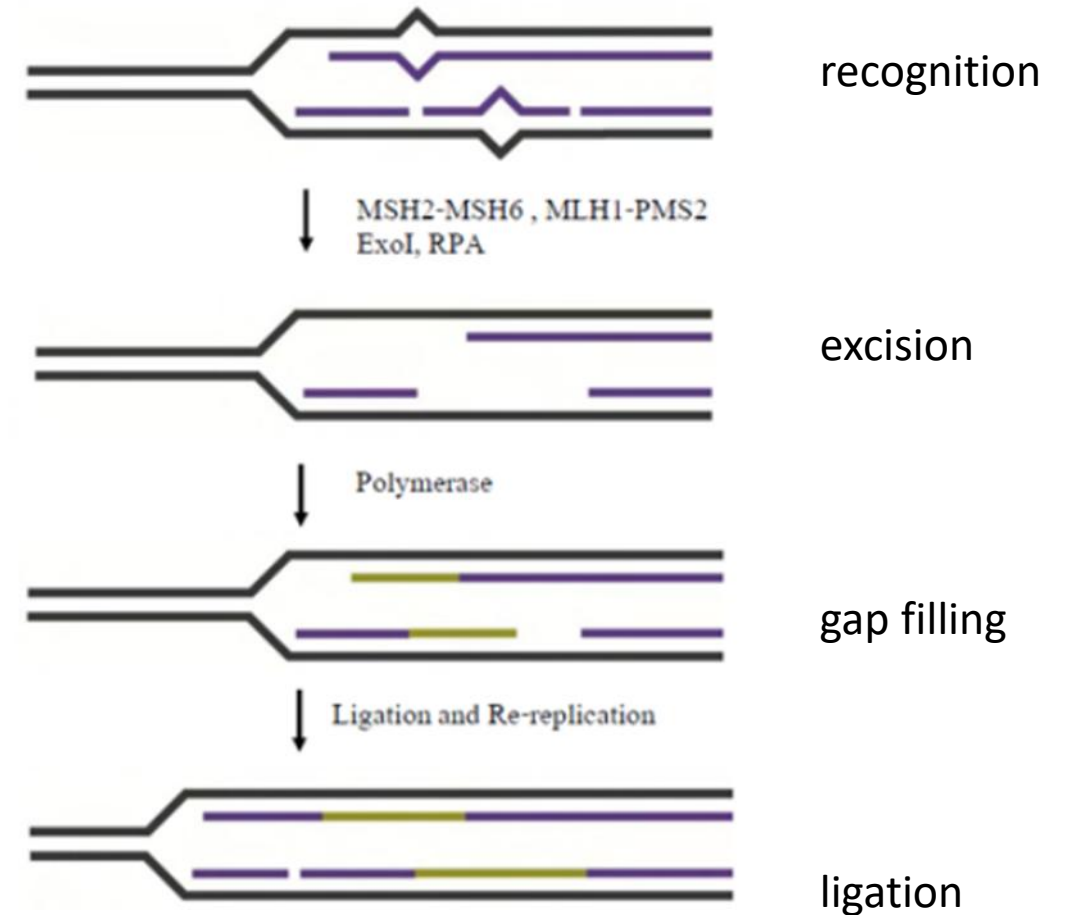 recognition
MSH2-MSH6 , MLH1-PMS2
ExoI, RPA
excision
Polymerase
gap filling
Ligation and Re-replication
ligation